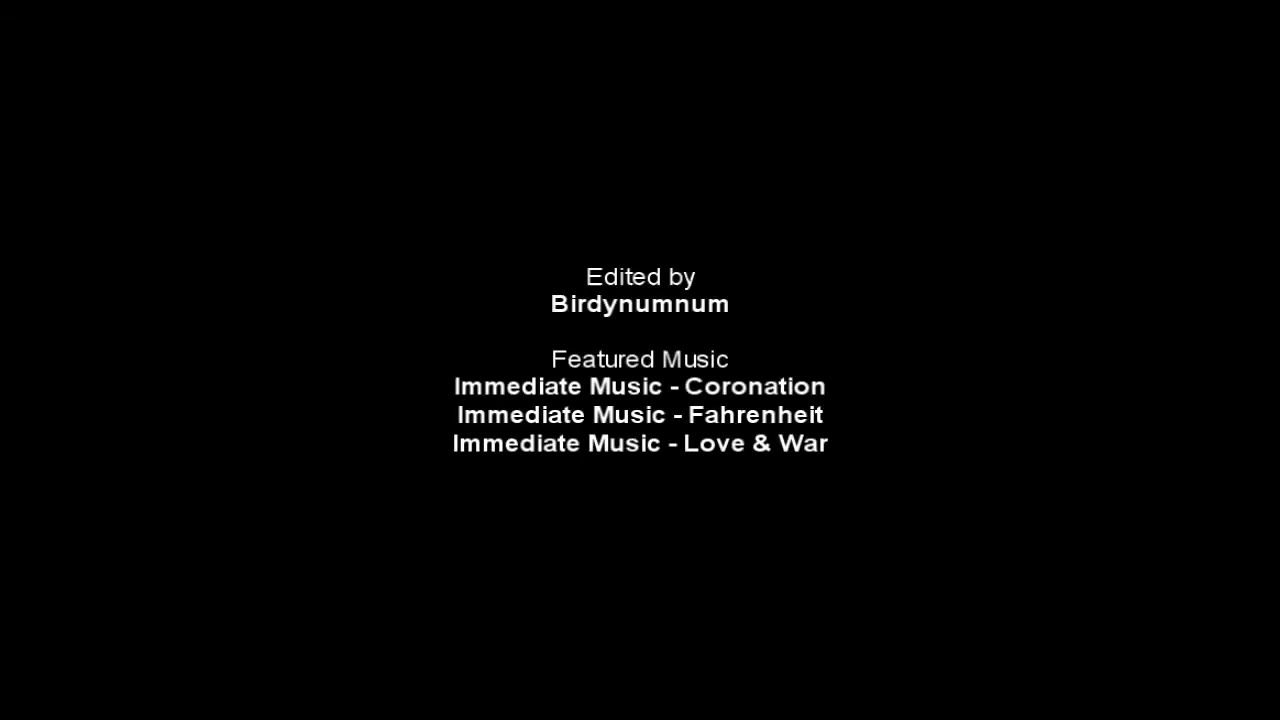 Edited by
Birdynumnum
Featured Music
Immediate Music - Coronation
Immediate Music - Fahrenheit
Immediate Music - Love & War